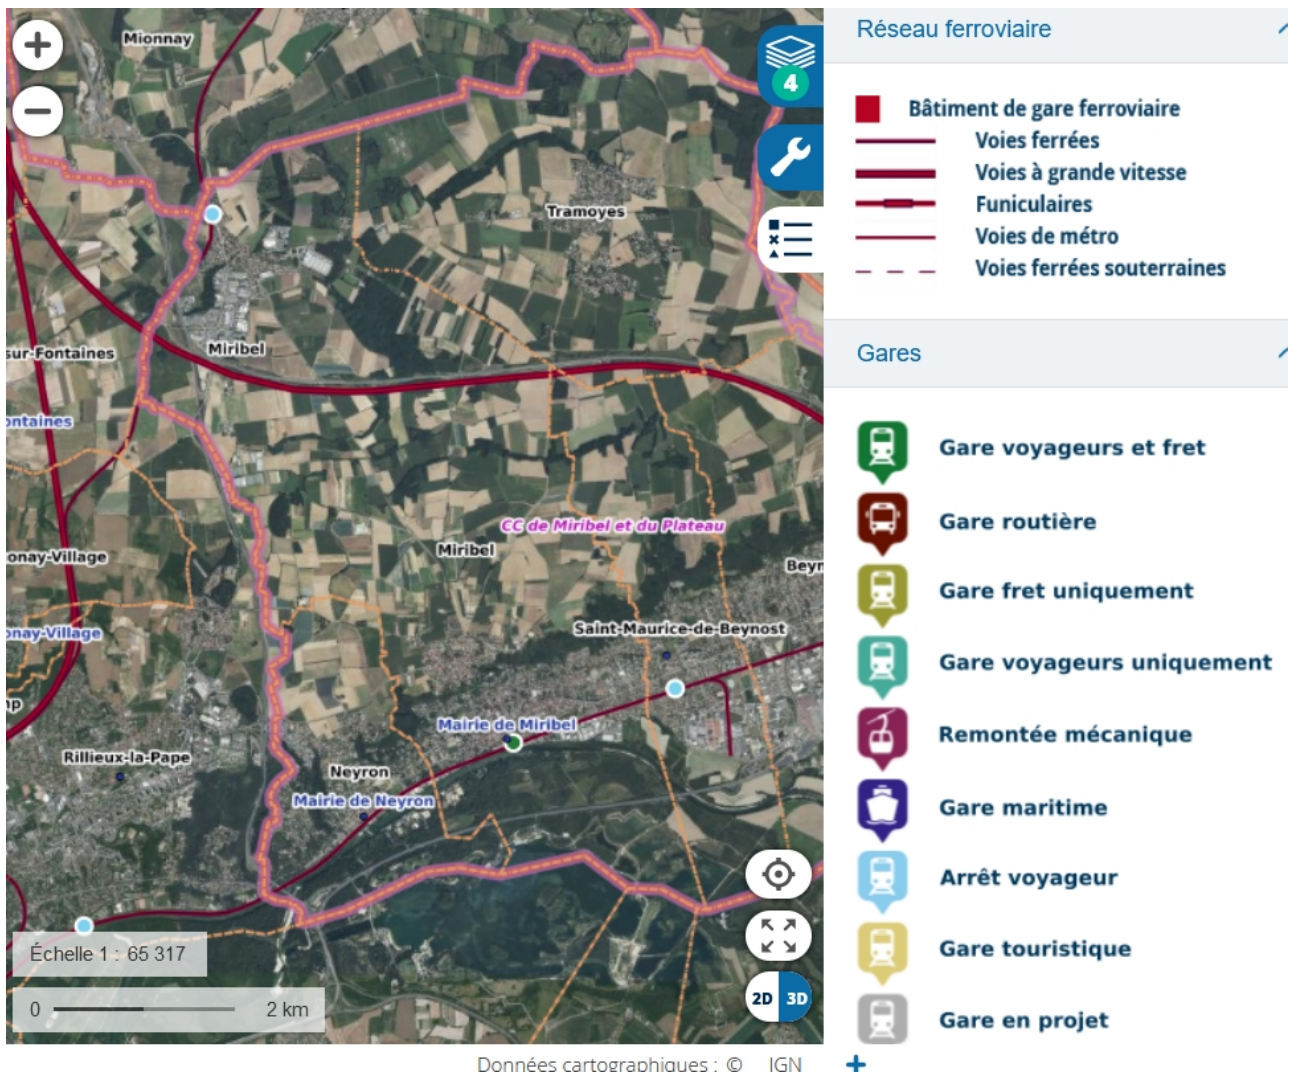 Mionnay
4
Tramoyes
sur-Fontaines
Miribel
ontaines
CC de Miribel et du Plateau
onay-Village
Miribel
Beyn
onay-Village
Saint-Maurice-de-Beynost
Mairie de Miribel
Rillieux-la-Pape
Neyron
Mairie de Neyron
Échelle 1 : 65 317
0 2 km
2D 3D
Données cartographiques : © IGN
Réseau ferroviaire
Bâtiment de gare ferroviaire
Voies ferrées
Voies à grande vitesse
Funiculaires
Voies de métro
Voies ferrées souterraines
Gares
Gare voyageurs et fret
Gare routière
Gare fret uniquement
Gare voyageurs uniquement
Remontée mécanique
Gare maritime
Arrêt voyageur
Gare touristique
Gare en projet